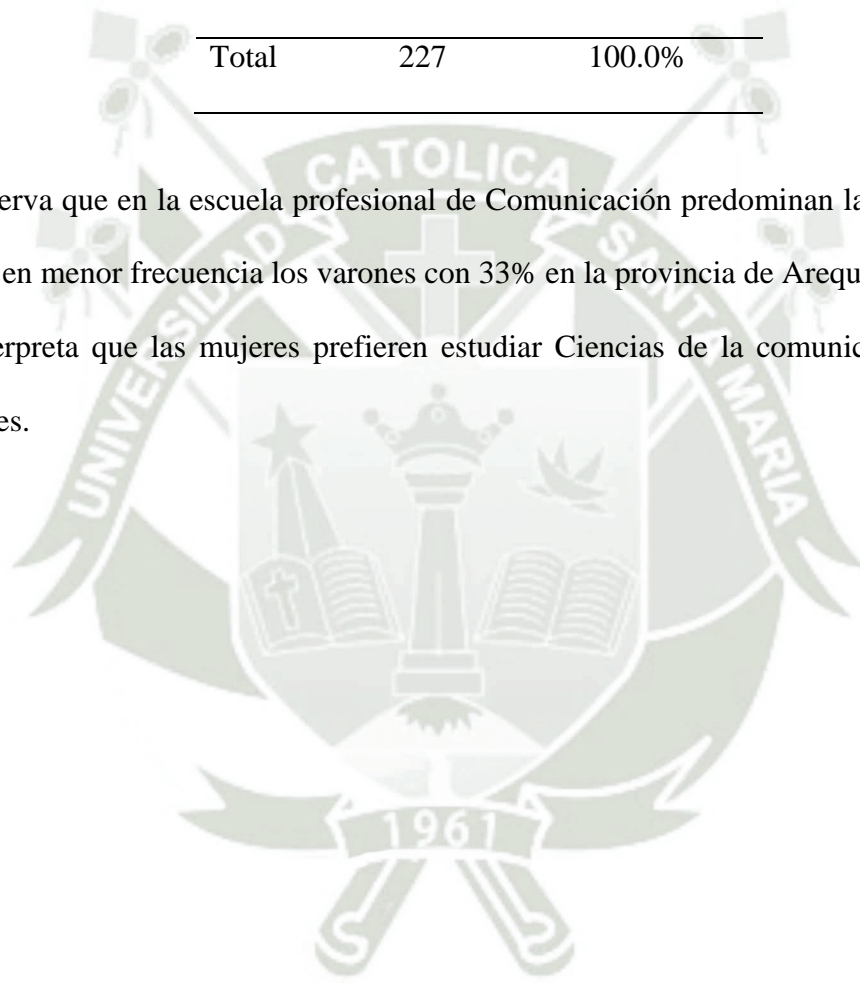 Total 227 100.0%
erva que en la escuela profesional de Comunicación predominan la
en menor frecuencia los varones con 33% en la provincia de Arequ
erpreta que las mujeres prefieren estudiar Ciencias de la comunic
es.
UNIVERSIDAD CATOLICA SANTA MARIA
1961